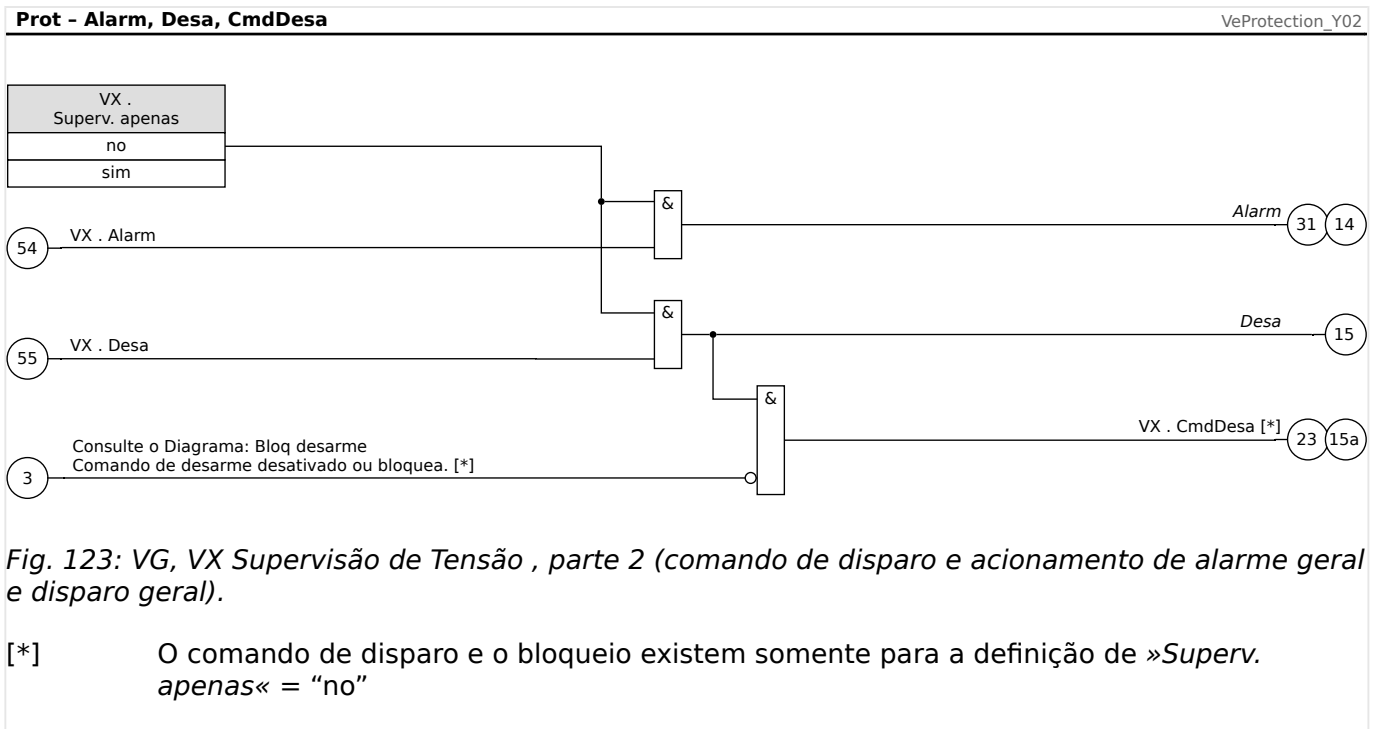 Prot – Alarm, Desa, CmdDesa
VeProtection_Y02
VX .
Superv. apenas
no
sim
&
Alarm
31
14
54
VX . Alarm
&
Desa
15
55
VX . Desa
&
VX . CmdDesa [*]
23
15a
Consulte o Diagrama: Bloq desarme
3
Comando de desarme desativado ou bloquea. [*]
Fig. 123: VG, VX Supervisão de Tensão , parte 2 (comando de disparo e acionamento de alarme geral
e disparo geral).
[*] O comando de disparo e o bloqueio existem somente para a definição de »Superv.
apenas« = “no”